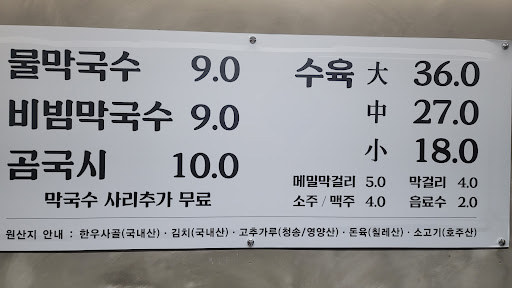 물막국수 9.0
비빔막국수 9.0
곰국시 10.0
막국수 사리추가 무료
수육 大 36.0
中 27.0
小 18.0
메밀막걸리 5.0 막걸리 4.0
소주 / 맥주 4.0 음료수 2.0
원산지 안내 : 한우사골(국내산) · 김치(국내산) · 고추가루(청송/영양산) · 돈육(칠레산) · 소고기(호주산)